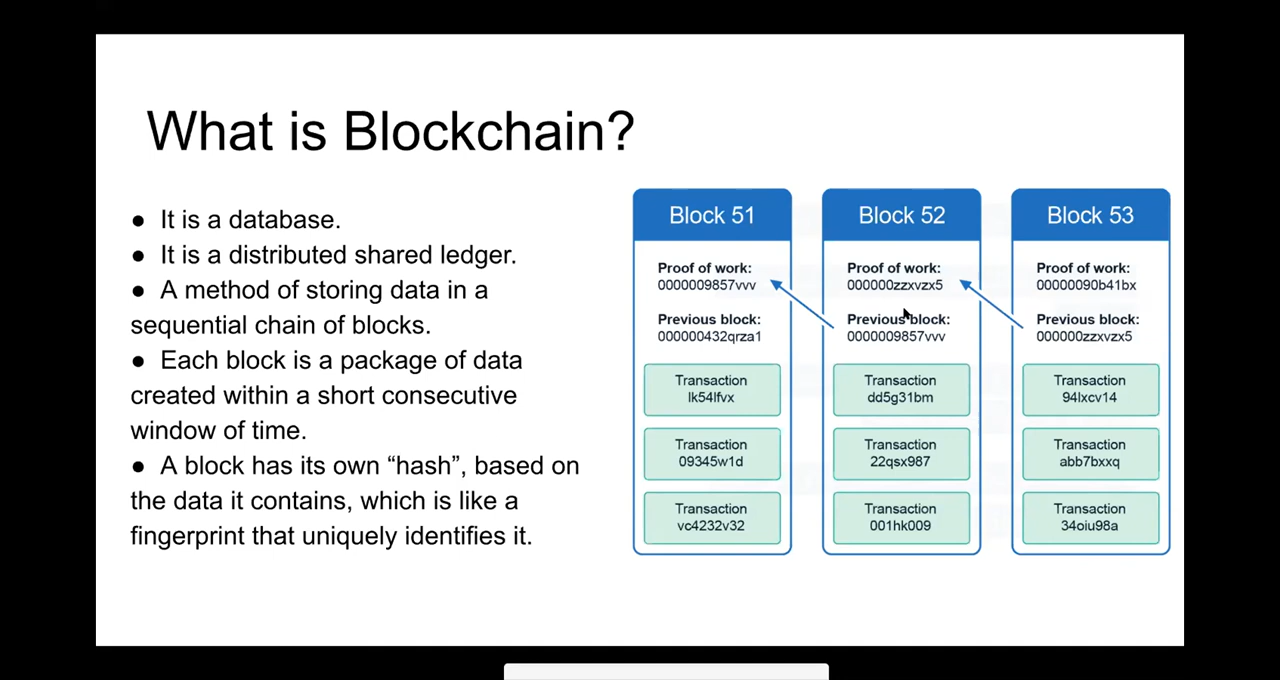 What is Blockchain?
● It is a database.
● It is a distributed shared ledger.
● A method of storing data in a
sequential chain of blocks.
● Each block is a package of data
created within a short consecutive
window of time.
● A block has its own “hash”, based on
the data it contains, which is like a
fingerprint that uniquely identifies it.
Block 51
Proof of work:
0000009857vvv
Previous block:
000000432qrza1
Transaction
lk54lfvx
Transaction
09345w1d
Transaction
vc4232v32
Block 52
Proof of work:
000000zzxvzx5
Previous block:
0000009857vvv
Transaction
dd5g31bm
Transaction
22qsx987
Transaction
001hk009
Block 53
Proof of work:
00000090b41bx
Previous block:
000000zzxvzx5
Transaction
94lxcv14
Transaction
abb7bxxq
Transaction
34oiu98a